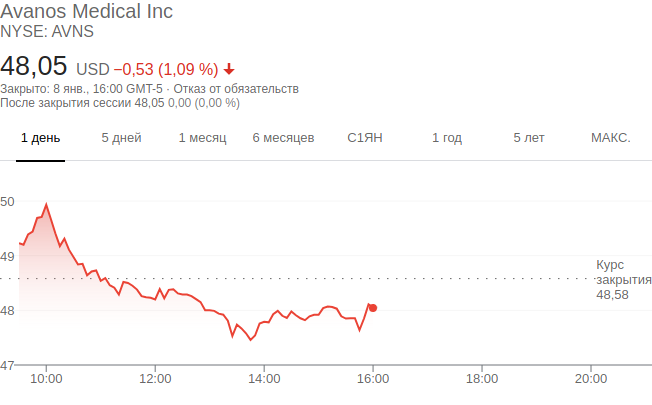 Avanos Medical Inc
NYSE: AVNS
48,05 USD −0,53 (1,09 %)
Закрыто: 8 янв., 16:00 GMT-5 · Отказ от обязательств
После закрытия сессии 48,05 0,00 (0,00 %)
1 день 5 дней 1 месяц 6 месяцев С1ЯН 1 год 5 лет МАКС.
50
49
48
47
Курс
закрытия
48,58
10:00 12:00 14:00 16:00 18:00 20:00